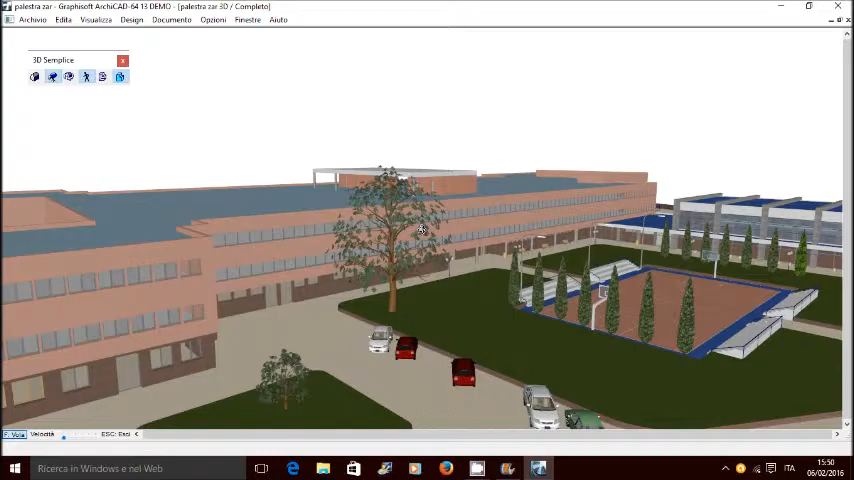 palestra zar - Graphisoft ArchiCAD-64 13 DEMO - [palestra zar 3D / Completo]
Archivio Edita Visualizza Design Documento Opzioni Finestre Aiuto
3D Semplice
F: Vola Velocità ESC: Esci
Ricerca in Windows e nel Web
ITA
15:50
06/02/2016